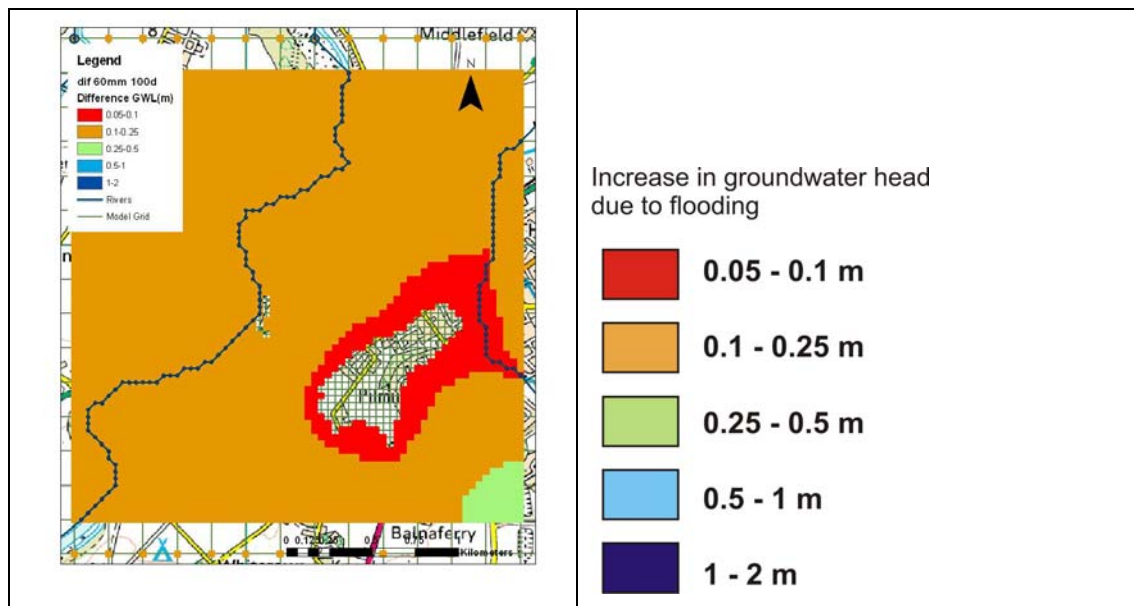 Middlefield
Legend
dif 60mm 100d
Difference GWL(m)
0.05-0.1
0.1-0.25
0.25-0.5
0.5-1
1-2
Rivers
Model Grid
N
Pilmu
Balnaferry
Kilometers
Increase in groundwater head
due to flooding
0.05 - 0.1 m
0.1 - 0.25 m
0.25 - 0.5 m
0.5 - 1 m
1 - 2 m